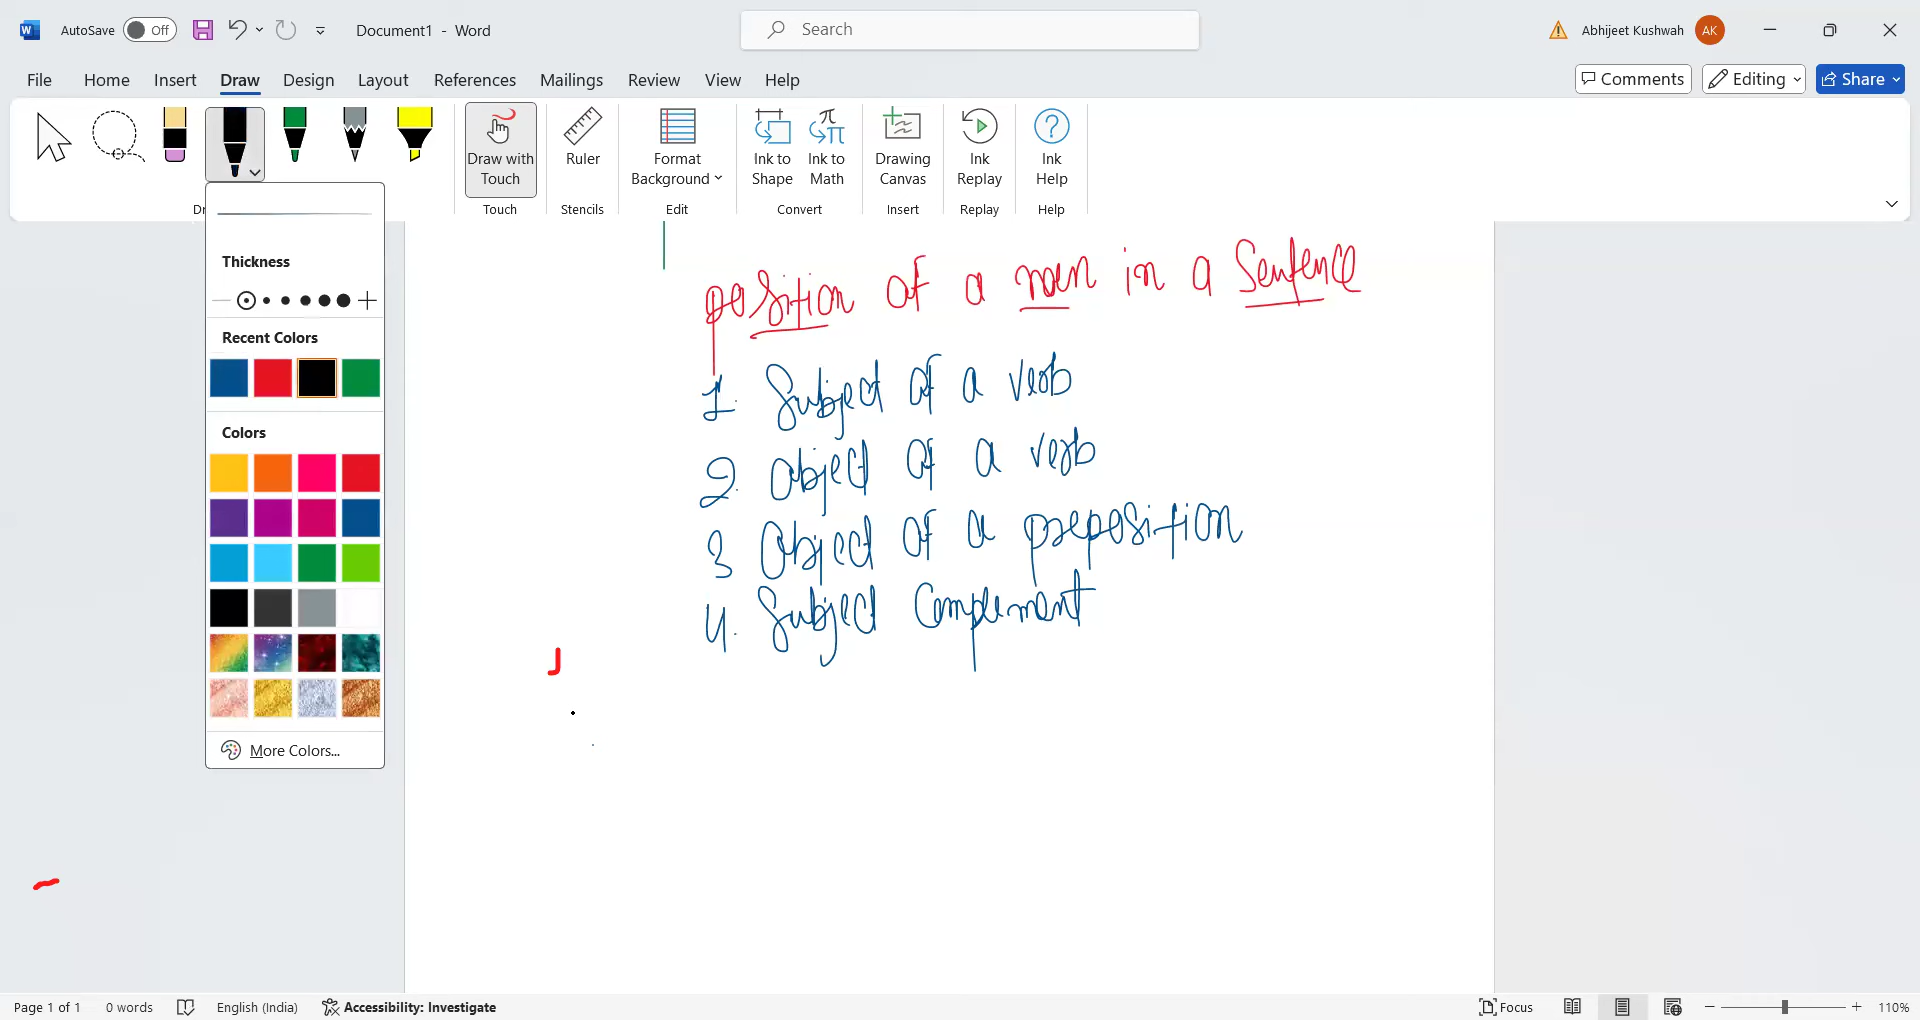 AutoSave Off Document1 - Word Search Abhijeet Kushwah AK
File Home Insert Draw Design Layout References Mailings Review View Help Comments Editing Share
Draw with Touch Ruler Format Background Ink to Shape Ink to Math Drawing Canvas Ink Replay Ink Help
Touch Stencils Edit Convert Insert Replay Help
Thickness
Recent Colors
Colors
More Colors...
position of a noun in a Sentence
1. Subject of a verb
2. Object of a verb
3 Object of a preposition
4. Subject Complement
Page 1 of 1 0 words English (India) Accessibility: Investigate Focus 110%